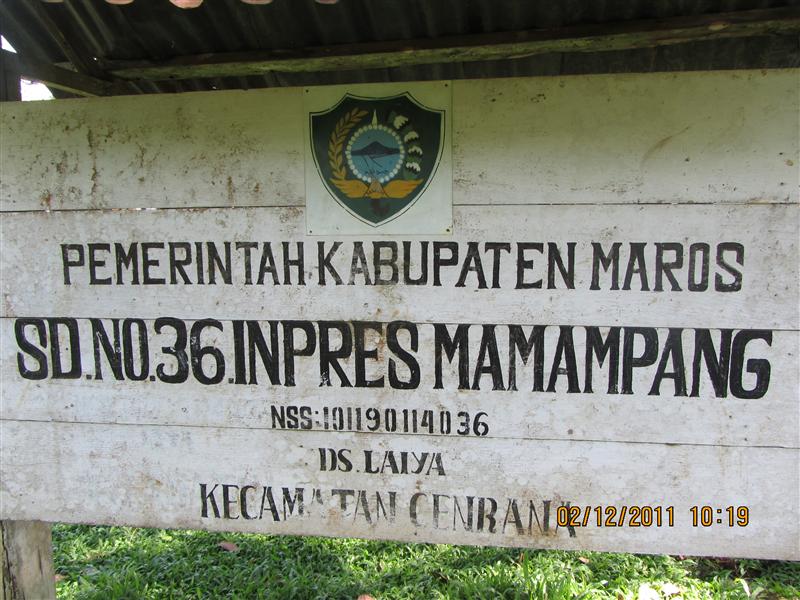 PEMERINTAH.KABUPATEN MAROS
SD.NO.36.INPRES MAMAMPANG
NSS:101190114036
DS.LAIYA
KECAMATAN CENRANA
02/12/2011 10:19